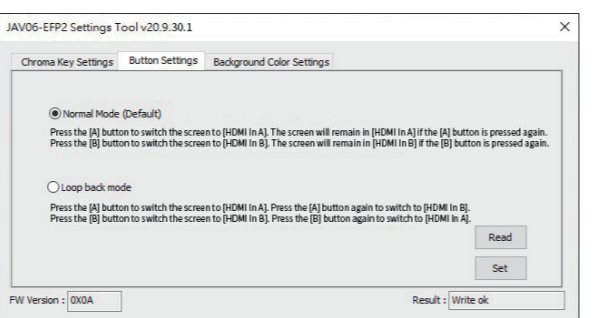 JAV06-EFP2 Settings Tool v20.9.30.1
Chroma Key Settings Button Settings Background Color Settings
Normal Mode (Default)
Press the [A] button to switch the screen to [HDMI In A]. The screen will remain in [HDMI In A] if the [A] button is pressed again.
Press the [B] button to switch the screen to [HDMI In B]. The screen will remain in [HDMI In B] if the [B] button is pressed again.
Loop back mode
Press the [A] button to switch the screen to [HDMI In A]. Press the [A] button again to switch to [HDMI In B].
Press the [B] button to switch the screen to [HDMI In B]. Press the [B] button again to switch to [HDMI In A].
Read
Set
FW Version : 0X0A Result : Write ok